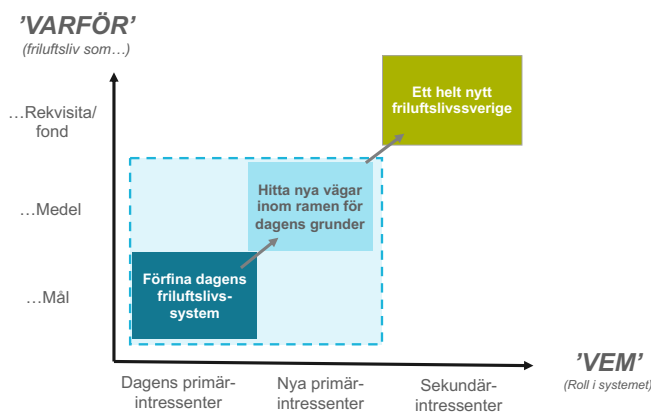 ’VARFÖR’
(friluftsliv som…)
…Rekvisita/
fond
…Medel
…Mål
Ett helt nytt
friluftslivssverige
Hitta nya vägar
inom ramen för
dagens grunder
Förfina dagens
friluftslivs-
system
’VEM’
(Roll i systemet)
Dagens primär-
intressenter
Nya primär-
intressenter
Sekundär-
intressenter